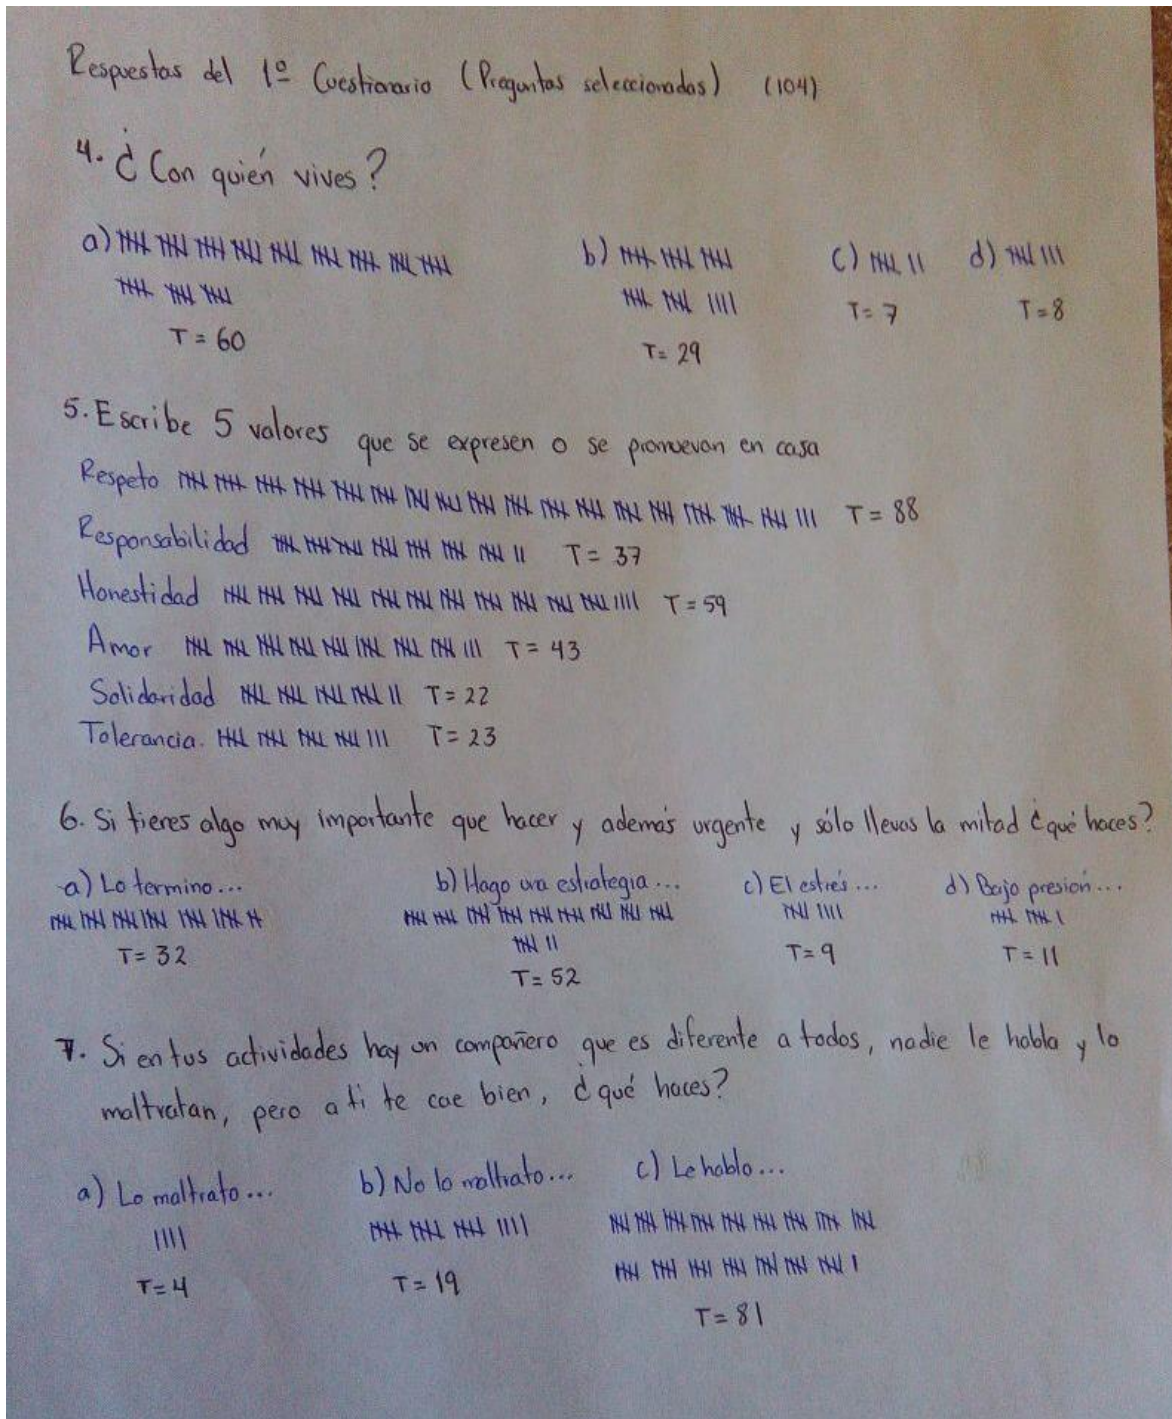 Respuestas del 1º Cuestionario (Preguntas seleccionadas) (104)
4. ¿Con quién vives?
a) b) c) d)
T= 60 T= 29 T= 7 T=8
5. Escribe 5 valores que se expresen o se promuevan en casa
Respeto T= 88
Responsabilidad T= 37
Honestidad T=59
Amor T= 43
Solidaridad T= 22
Tolerancia. T= 23
6. Si tienes algo muy importante que hacer y además urgente y sólo llevas la mitad ¿qué haces?
a) Lo termino... b) Hago una estrategia... c) El estrés... d) Bajo presión...
T= 32 T= 52 T= 9 T= 11
7. Si en tus actividades hay un compañero que es diferente a todos, nadie le habla y lo
maltratan, pero a ti te cae bien, ¿qué haces?
a) Lo maltrato... b) No lo maltrato... c) Le hablo...
T=4 T= 19 T= 81